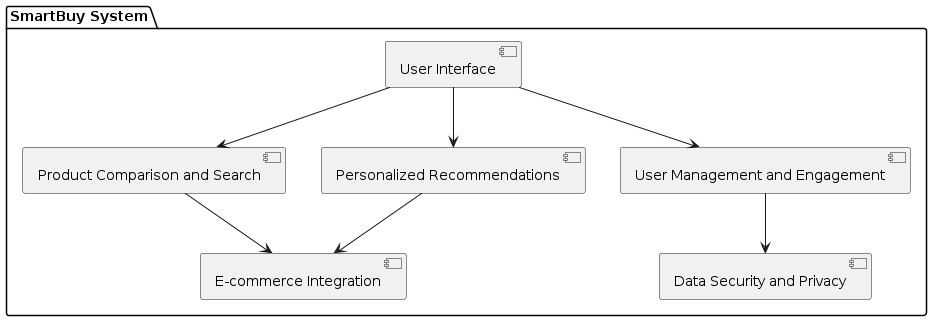 SmartBuy System
User Interface
Product Comparison and Search
Personalized Recommendations
User Management and Engagement
E-commerce Integration
Data Security and Privacy